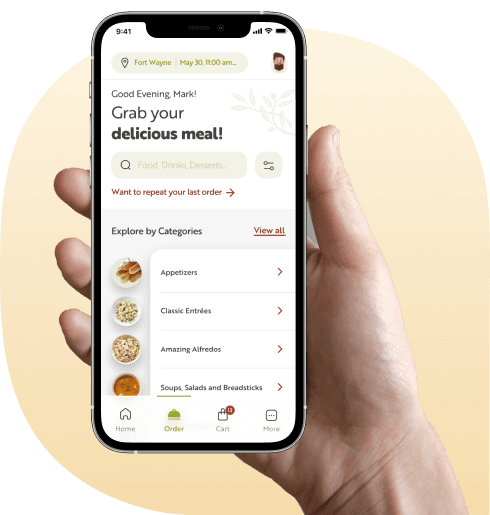 9:41
Fort Wayne | May 30, 11:00 am...
Good Evening, Mark!
Grab your
delicious meal!
Food, Drinks, Desserts...
Want to repeat your last order →
Explore by Categories View all
Appetizers
Classic Entrées
Amazing Alfredos
Soups, Salads and Breadsticks
13
Home Order Cart More